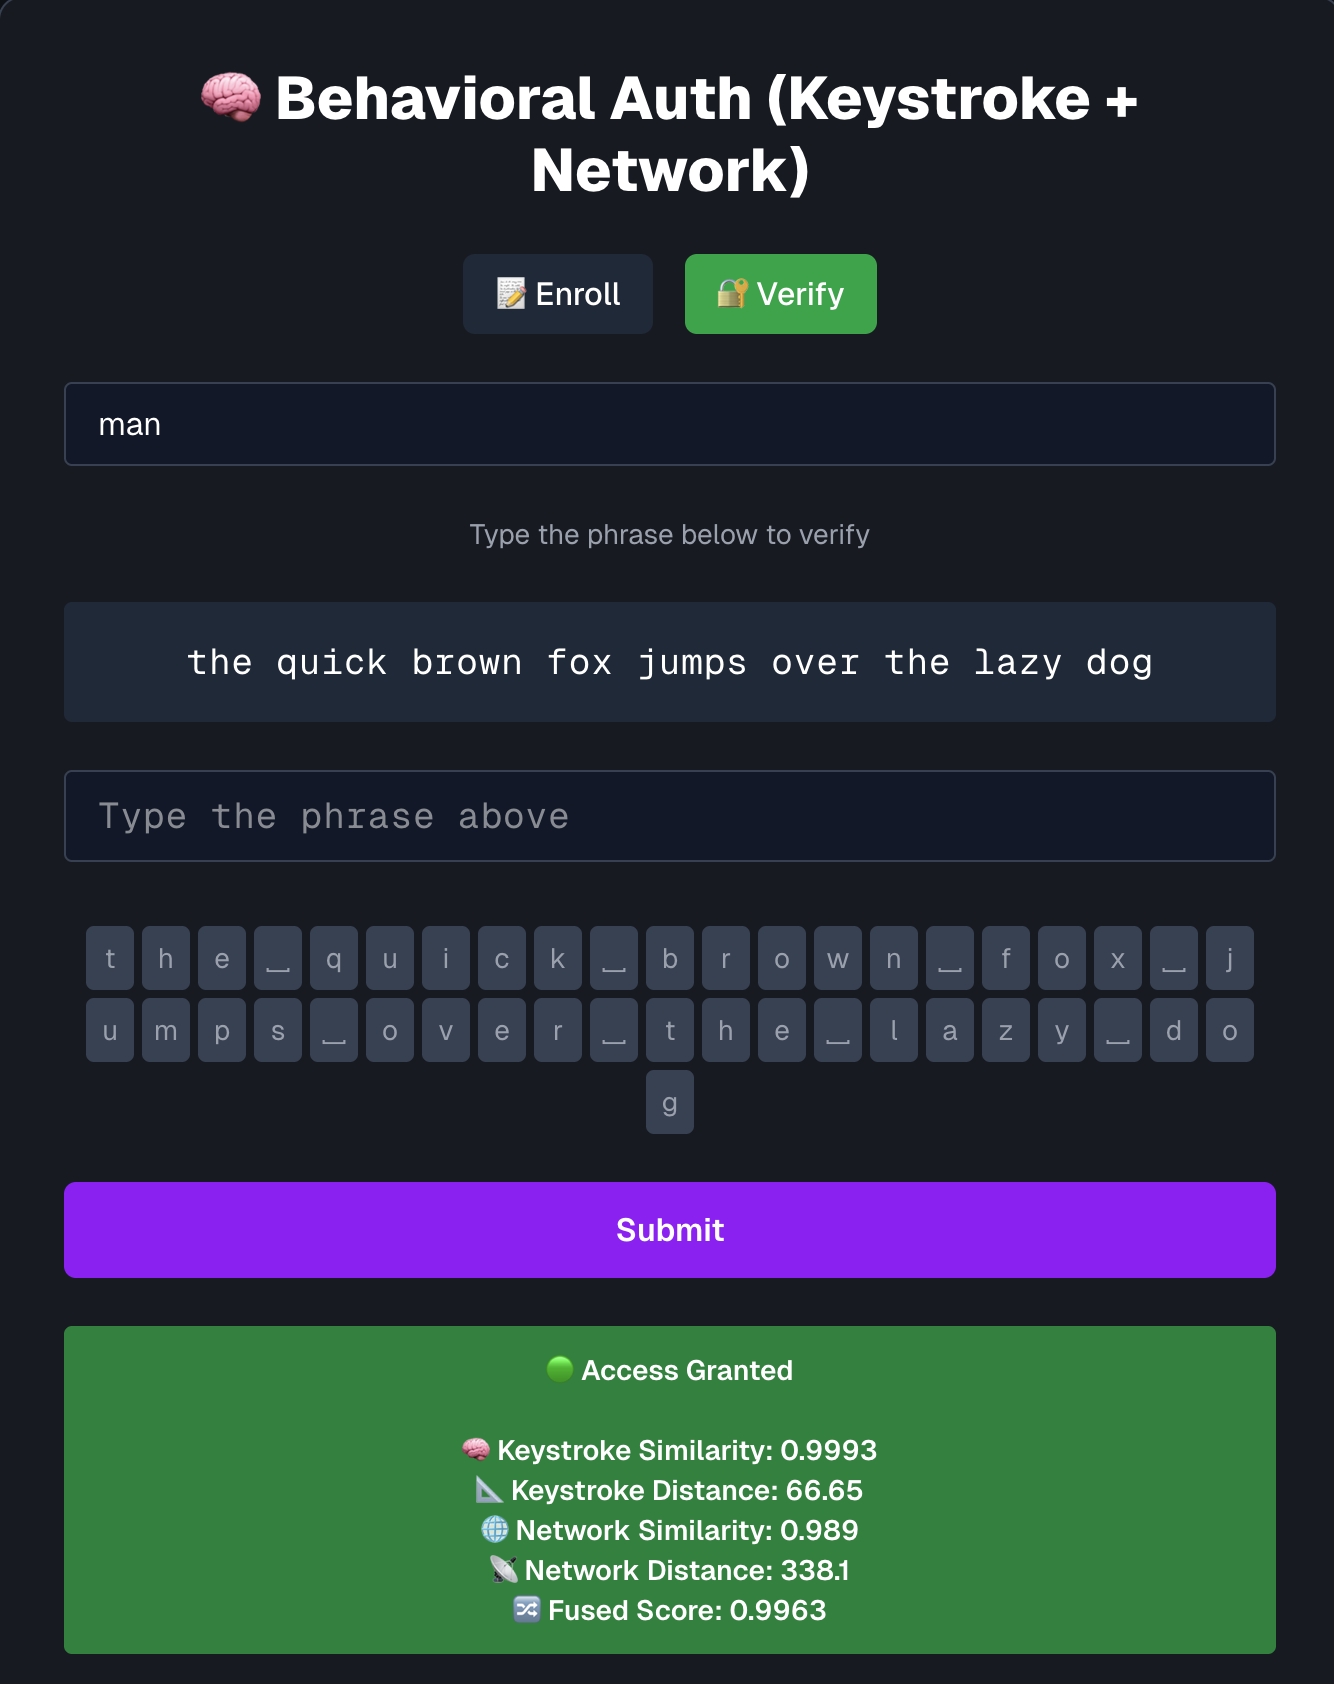 🧠 Behavioral Auth (Keystroke +
Network)
📝 Enroll
🔐 Verify
man
Type the phrase below to verify
the quick brown fox jumps over the lazy dog
Type the phrase above
t h e ⎵ q u i c k ⎵ b r o w n ⎵ f o x ⎵ j
u m p s ⎵ o v e r ⎵ t h e ⎵ l a z y ⎵ d o
g
Submit
🟢 Access Granted
🧠 Keystroke Similarity: 0.9993
📐 Keystroke Distance: 66.65
🌐 Network Similarity: 0.989
📡 Network Distance: 338.1
🔀 Fused Score: 0.9963